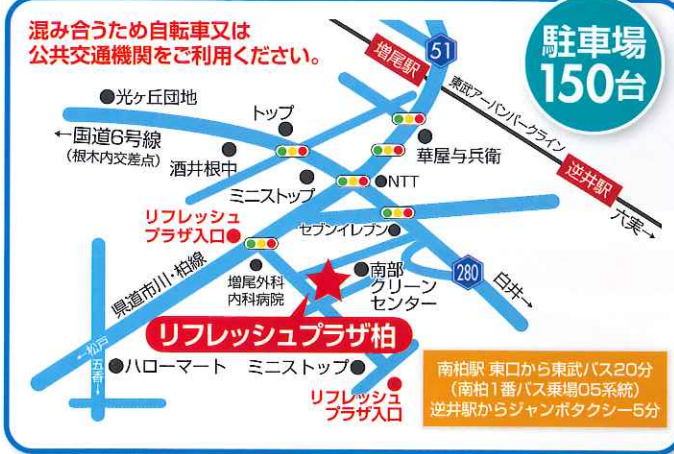 混み合うため自転車又は
公共交通機関をご利用ください。
駐車場
150台
51
増尾駅
東武アーバンパークライン
逆井駅
六実→
光ヶ丘団地
トップ
←国道6号線
(根木内交差点)
酒井根中
華屋与兵衛
ミニストップ
NTT
リフレッシュ
プラザ入口
セブンイレブン
県道市川・柏線
増尾外科
内科病院
南部
クリーン
センター
280
白井→
リフレッシュプラザ柏
←松戸
五香→
ハローマート
ミニストップ
リフレッシュ
プラザ入口
南柏駅 東口から東武バス20分
(南柏1番バス乗場05系統)
逆井駅からジャンボタクシー5分